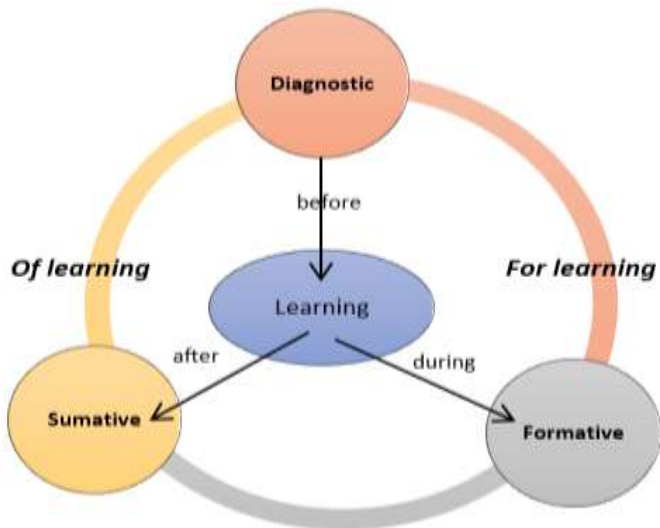 Diagnostic
before
Of learning
For learning
Learning
after
during
Sumative
Formative